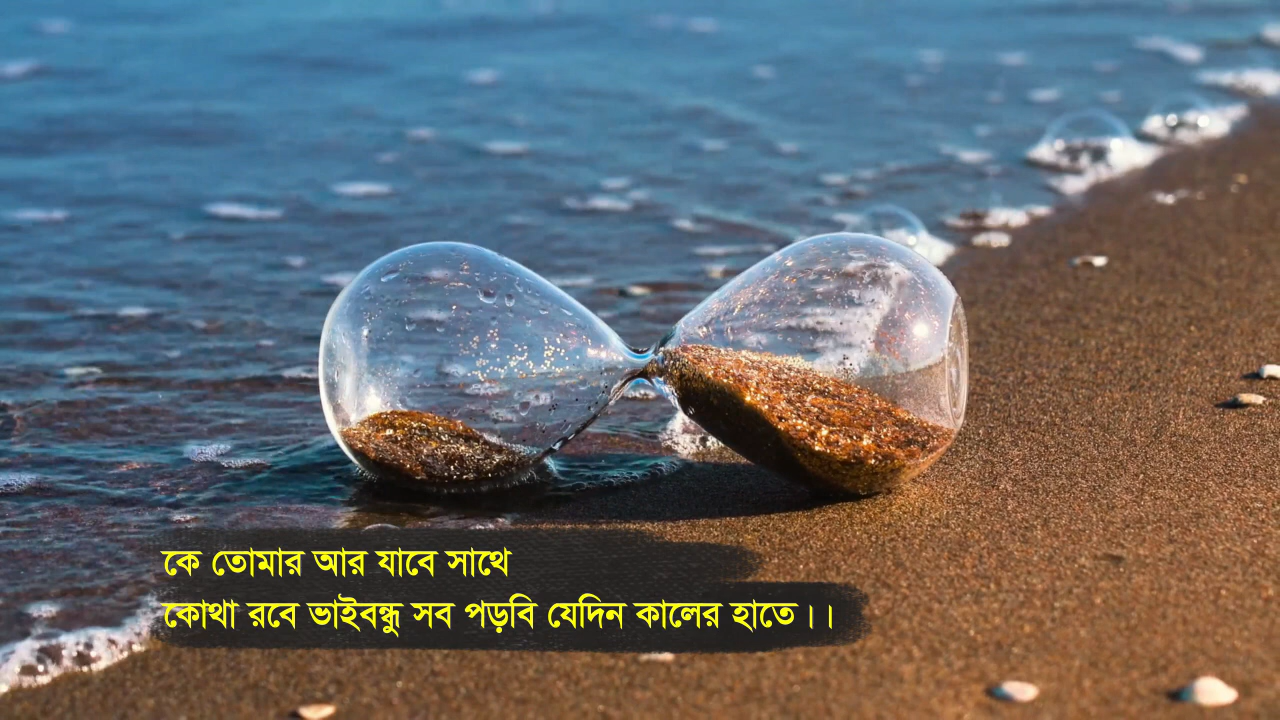 কে তোমার আর যাবে সাথে
কোথা রবে ভাইবন্ধু সব পড়বি যেদিন কালের হাতে।।